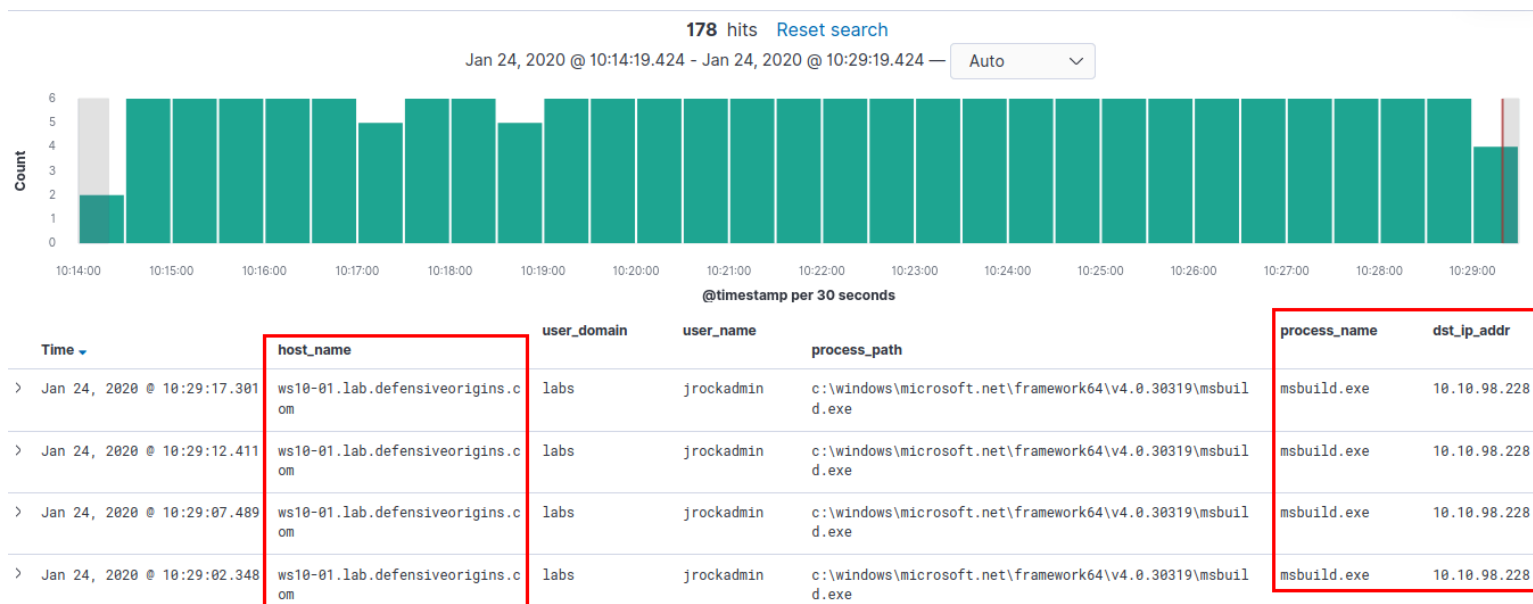 178 hits Reset search
Jan 24, 2020 @ 10:14:19.424 - Jan 24, 2020 @ 10:29:19.424 — Auto
6
5
4
3
2
1
0
Count
10:14:00 10:15:00 10:16:00 10:17:00 10:18:00 10:19:00 10:20:00 10:21:00 10:22:00 10:23:00 10:24:00 10:25:00 10:26:00 10:27:00 10:28:00 10:29:00
@timestamp per 30 seconds
Time host_name user_domain user_name process_path process_name dst_ip_addr
Jan 24, 2020 @ 10:29:17.301 ws10-01.lab.defensiveorigins.c labs jrockadmin c:\windows\microsoft.net\framework64\v4.0.30319\msbuil msbuild.exe 10.10.98.228
om d.exe
Jan 24, 2020 @ 10:29:12.411 ws10-01.lab.defensiveorigins.c labs jrockadmin c:\windows\microsoft.net\framework64\v4.0.30319\msbuil msbuild.exe 10.10.98.228
om d.exe
Jan 24, 2020 @ 10:29:07.489 ws10-01.lab.defensiveorigins.c labs jrockadmin c:\windows\microsoft.net\framework64\v4.0.30319\msbuil msbuild.exe 10.10.98.228
om d.exe
Jan 24, 2020 @ 10:29:02.348 ws10-01.lab.defensiveorigins.c labs jrockadmin c:\windows\microsoft.net\framework64\v4.0.30319\msbuil msbuild.exe 10.10.98.228
om d.exe